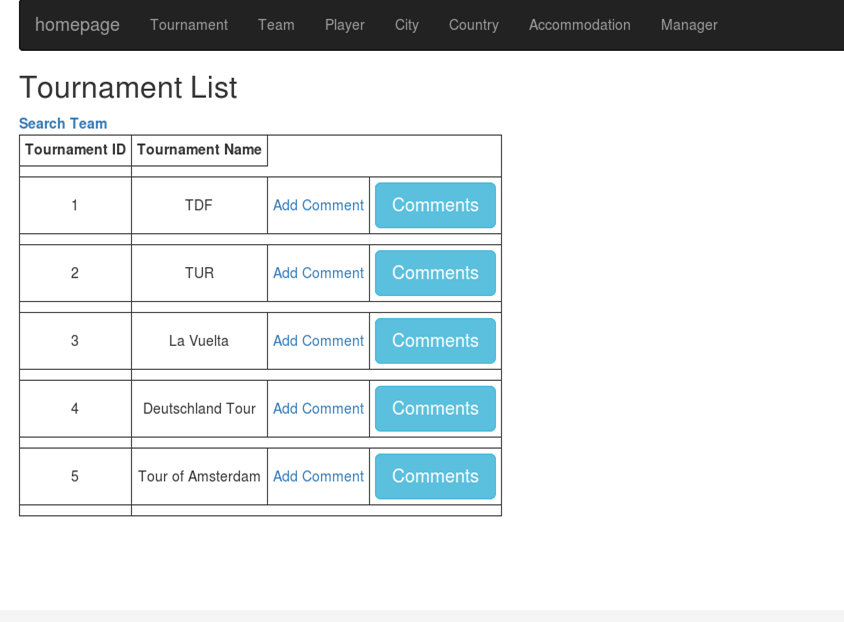 homepage Tournament Team Player City Country Accommodation Manager
Tournament List
Search Team
Tournament ID Tournament Name
1 TDF Add Comment Comments
2 TUR Add Comment Comments
3 La Vuelta Add Comment Comments
4 Deutschland Tour Add Comment Comments
5 Tour of Amsterdam Add Comment Comments